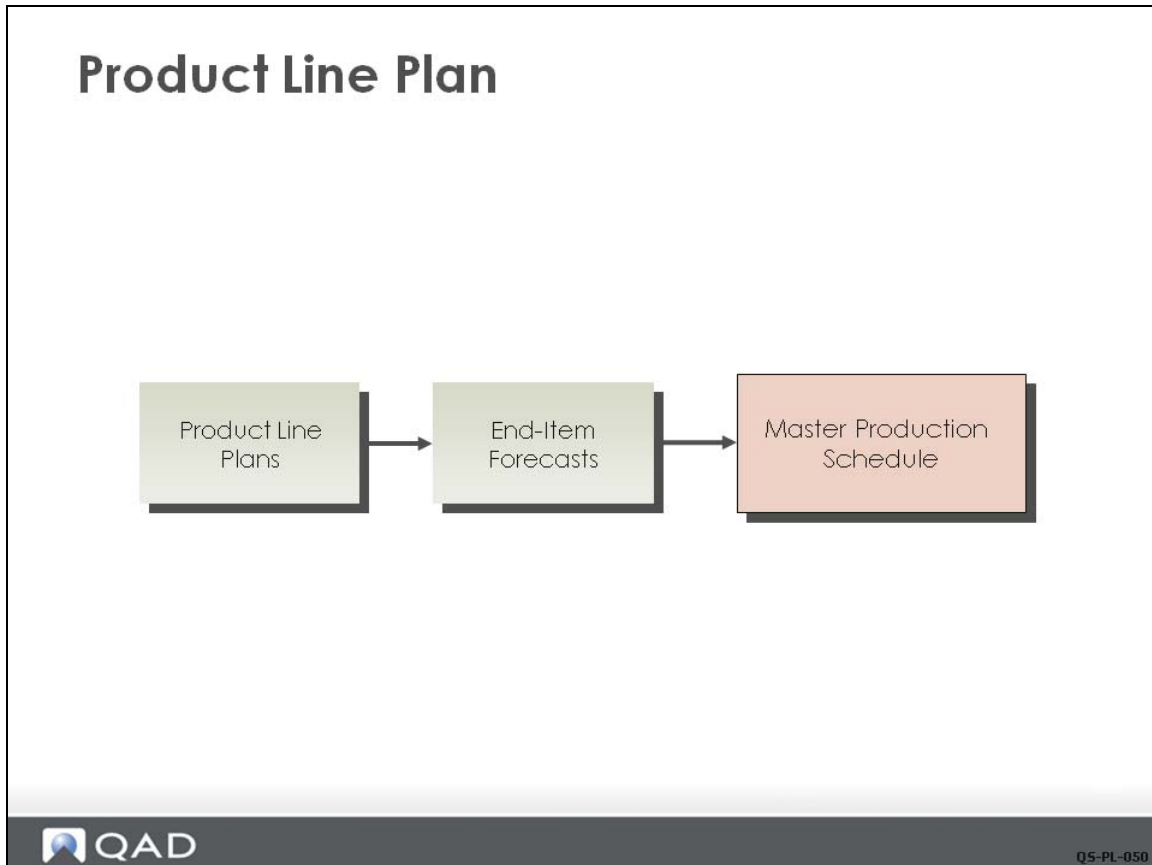 Product Line Plan
Product Line
Plans
End-Item
Forecasts
Master Production
Schedule
QAD
QS-PL-050